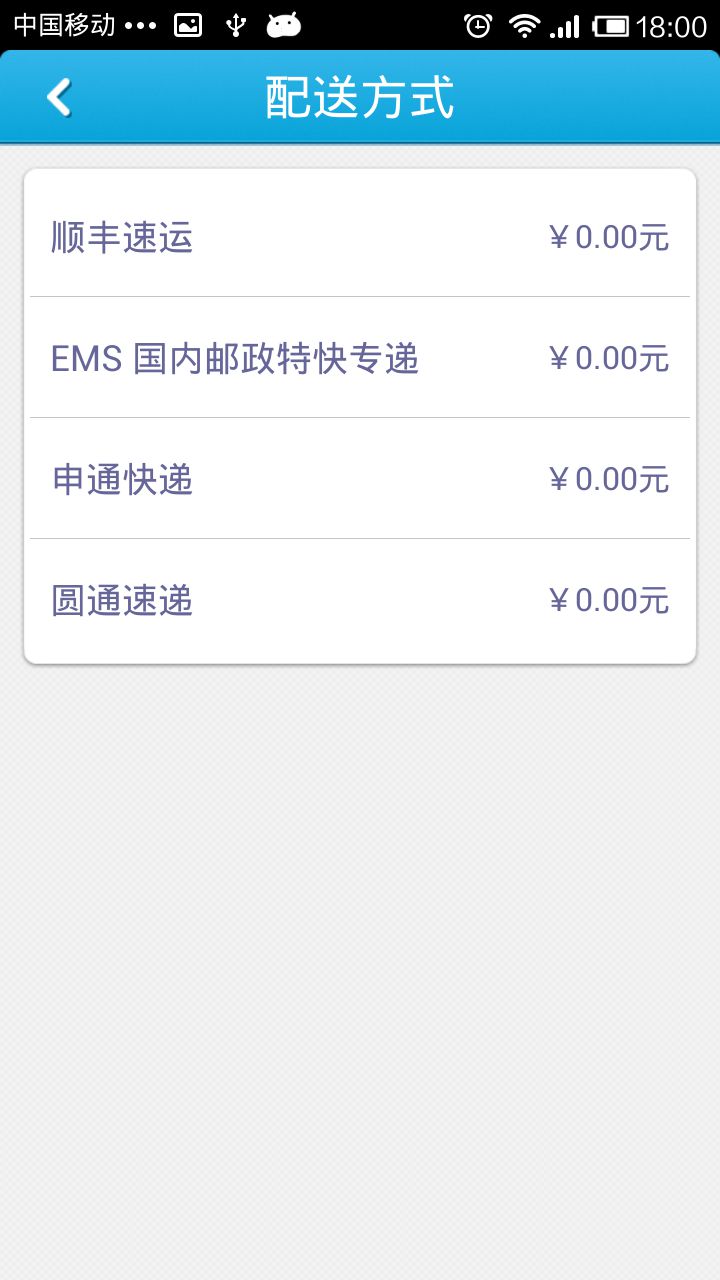 中国移动 ••• 18:00
配送方式
顺丰速运 ￥0.00元
EMS 国内邮政特快专递 ￥0.00元
申通快递 ￥0.00元
圆通速递 ￥0.00元